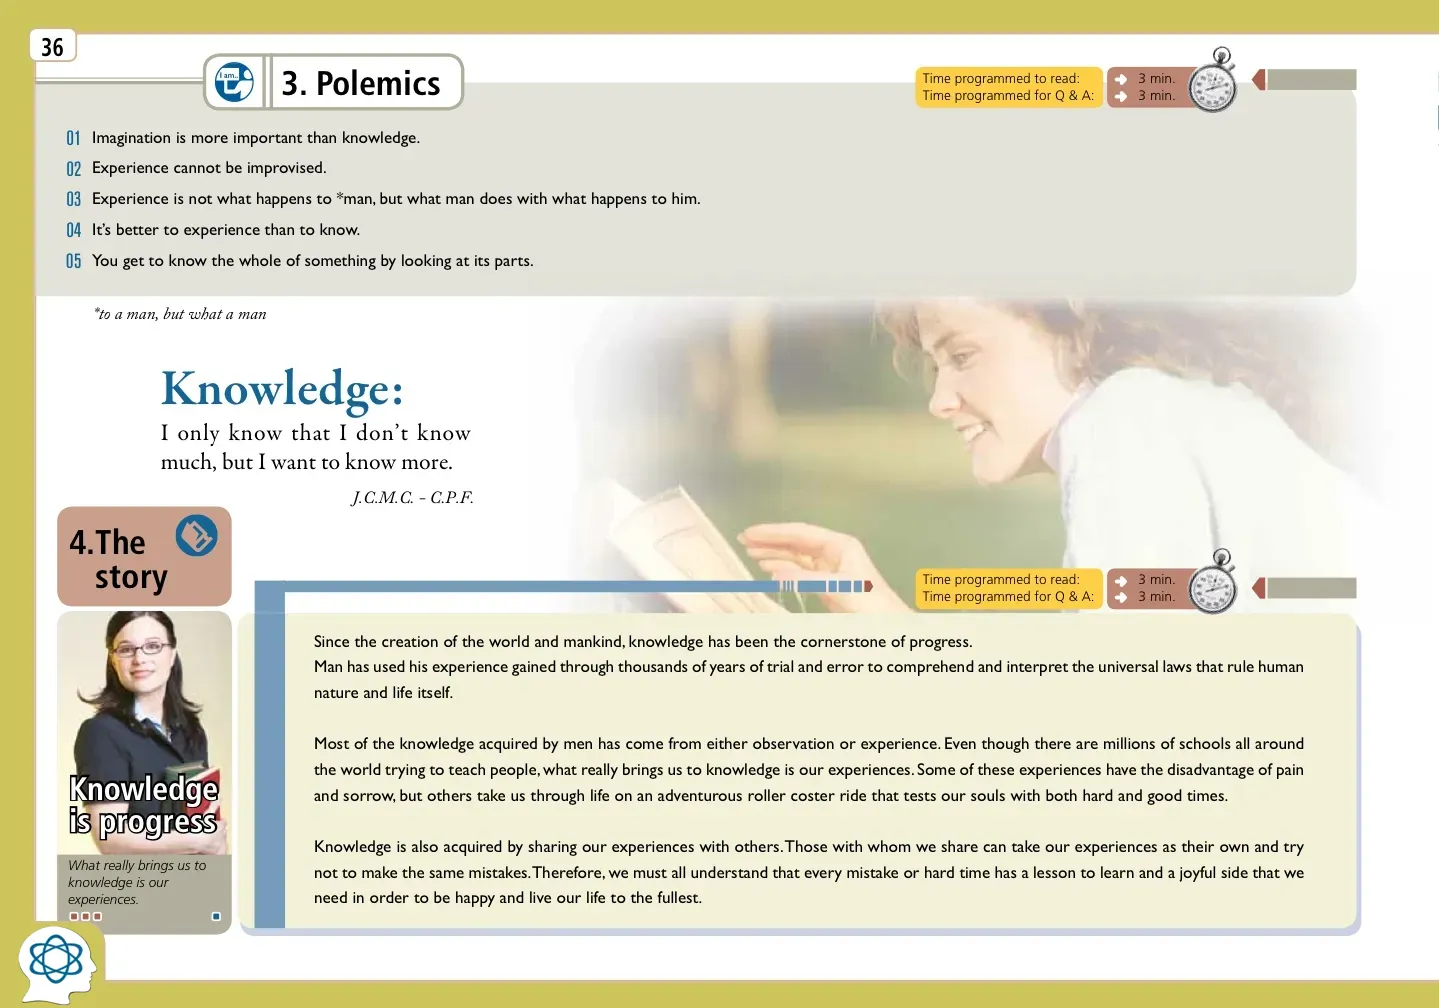 36
I am...
3. Polemics
Time programmed to read: 3 min.
Time programmed for Q & A: 3 min.
01 Imagination is more important than knowledge.
02 Experience cannot be improvised.
03 Experience is not what happens to *man, but what man does with what happens to him.
04 It's better to experience than to know.
05 You get to know the whole of something by looking at its parts.
*to a man, but what a man
Knowledge:
I only know that I don't know
much, but I want to know more.
J.C.M.C. - C.P.F.
4.The
story
Time programmed to read: 3 min.
Time programmed for Q & A: 3 min.
Knowledge
is progress
What really brings us to
knowledge is our
experiences.
Since the creation of the world and mankind, knowledge has been the cornerstone of progress.
Man has used his experience gained through thousands of years of trial and error to comprehend and interpret the universal laws that rule human
nature and life itself.
Most of the knowledge acquired by men has come from either observation or experience. Even though there are millions of schools all around
the world trying to teach people, what really brings us to knowledge is our experiences. Some of these experiences have the disadvantage of pain
and sorrow, but others take us through life on an adventurous roller coster ride that tests our souls with both hard and good times.
Knowledge is also acquired by sharing our experiences with others. Those with whom we share can take our experiences as their own and try
not to make the same mistakes. Therefore, we must all understand that every mistake or hard time has a lesson to learn and a joyful side that we
need in order to be happy and live our life to the fullest.